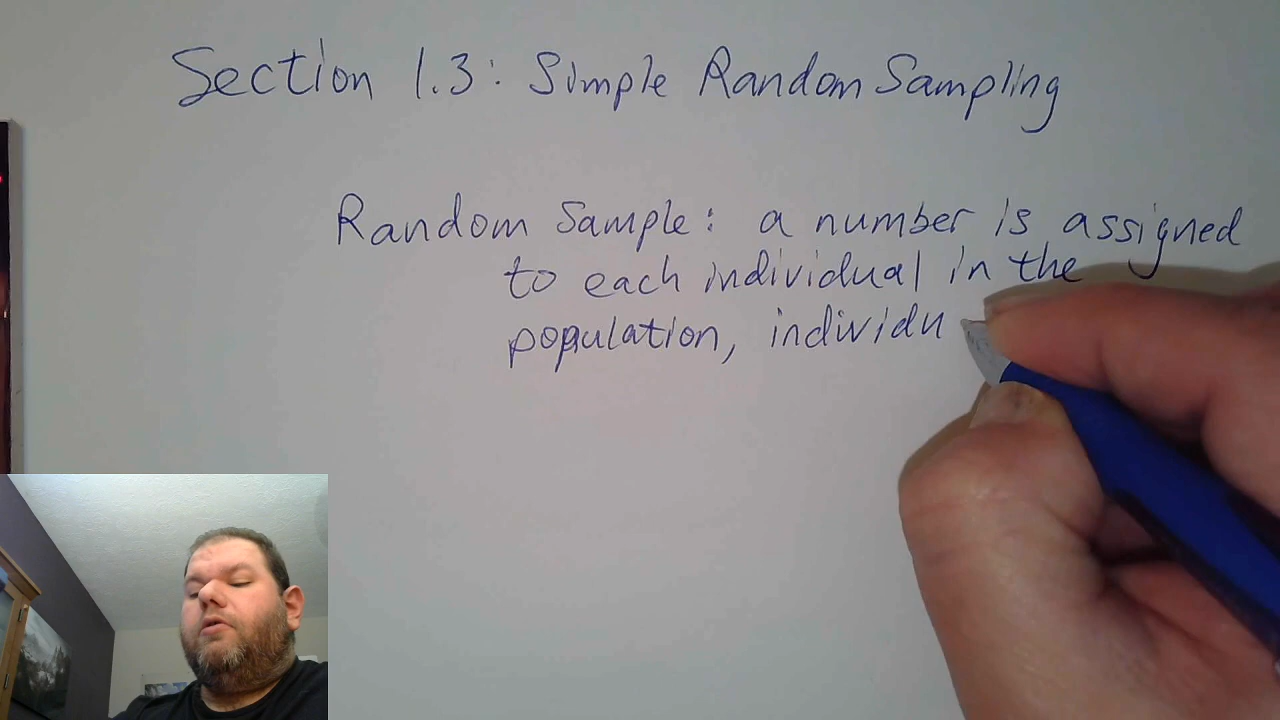 Section 1.3: Simple Random Sampling
Random Sample: a number is assigned
to each individual in the
population, individu